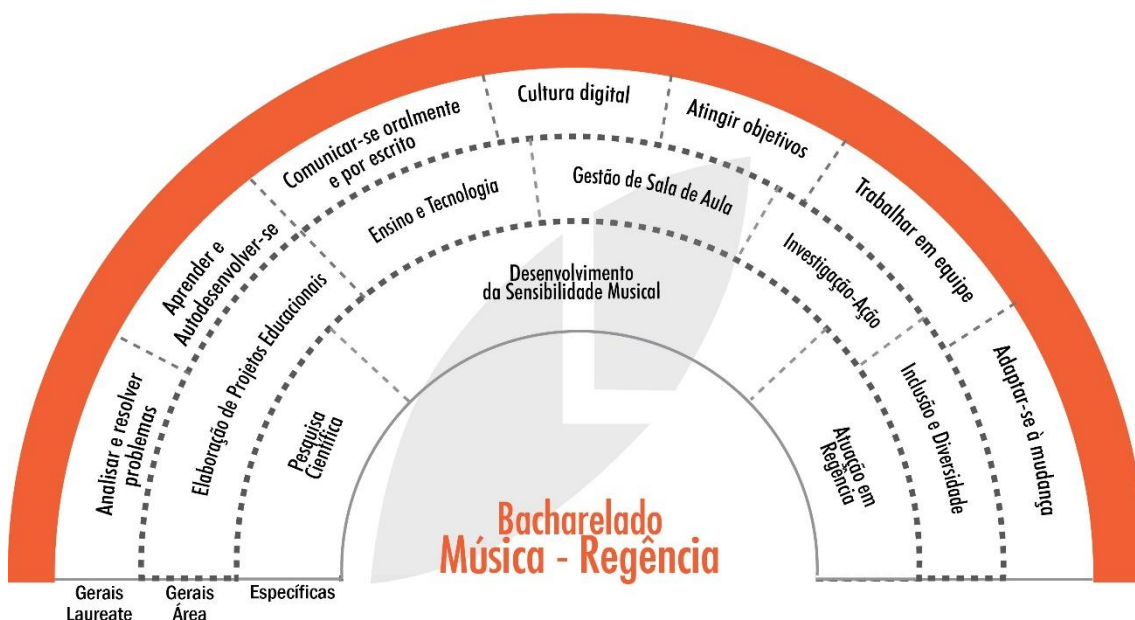 Analisar e resolver
problemas
Aprender e
Autodesenvolver-se
Comunicar-se oralmente
e por escrito
Cultura digital
Atingir objetivos
Trabalhar em equipe
Adaptar-se à mudança
Elaboração de Projetos Educacionais
Ensino e Tecnologia
Gestão de Sala de Aula
Investigação-Ação
Inclusão e Diversidade
Pesquisa
Científica
Desenvolvimento
da Sensibilidade Musical
Atuação em
Regência
Bacharelado
Música - Regência
Gerais
Laureate
Gerais
Área
Específicas